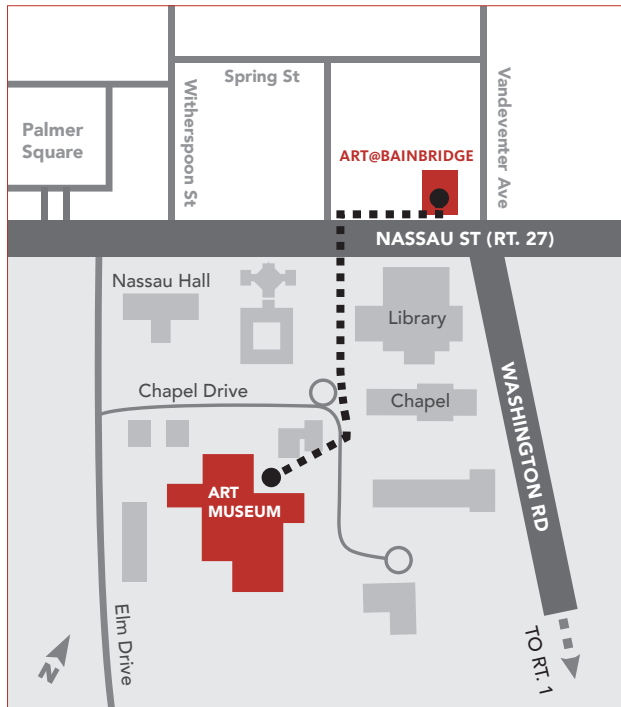 Spring St
Witherspoon St
Vandeventer Ave
Palmer
Square
ART@BAINBRIDGE
NASSAU ST (RT. 27)
Nassau Hall
Library
WASHINGTON RD
Chapel Drive
Chapel
ART
MUSEUM
Elm Drive
TO RT. 1
N